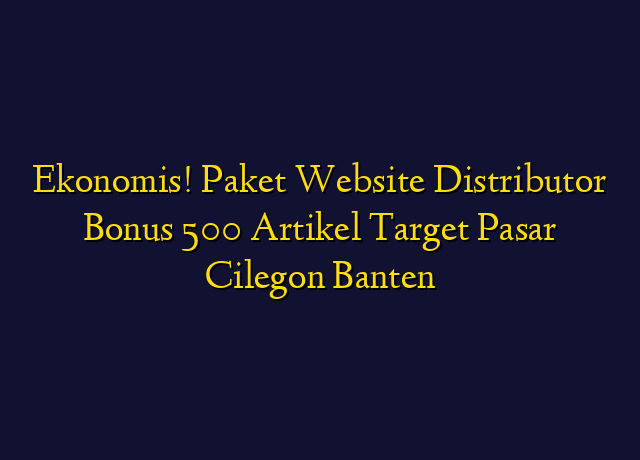 Ekonomis! Paket Website Distributor
Bonus 500 Artikel Target Pasar
Cilegon Banten